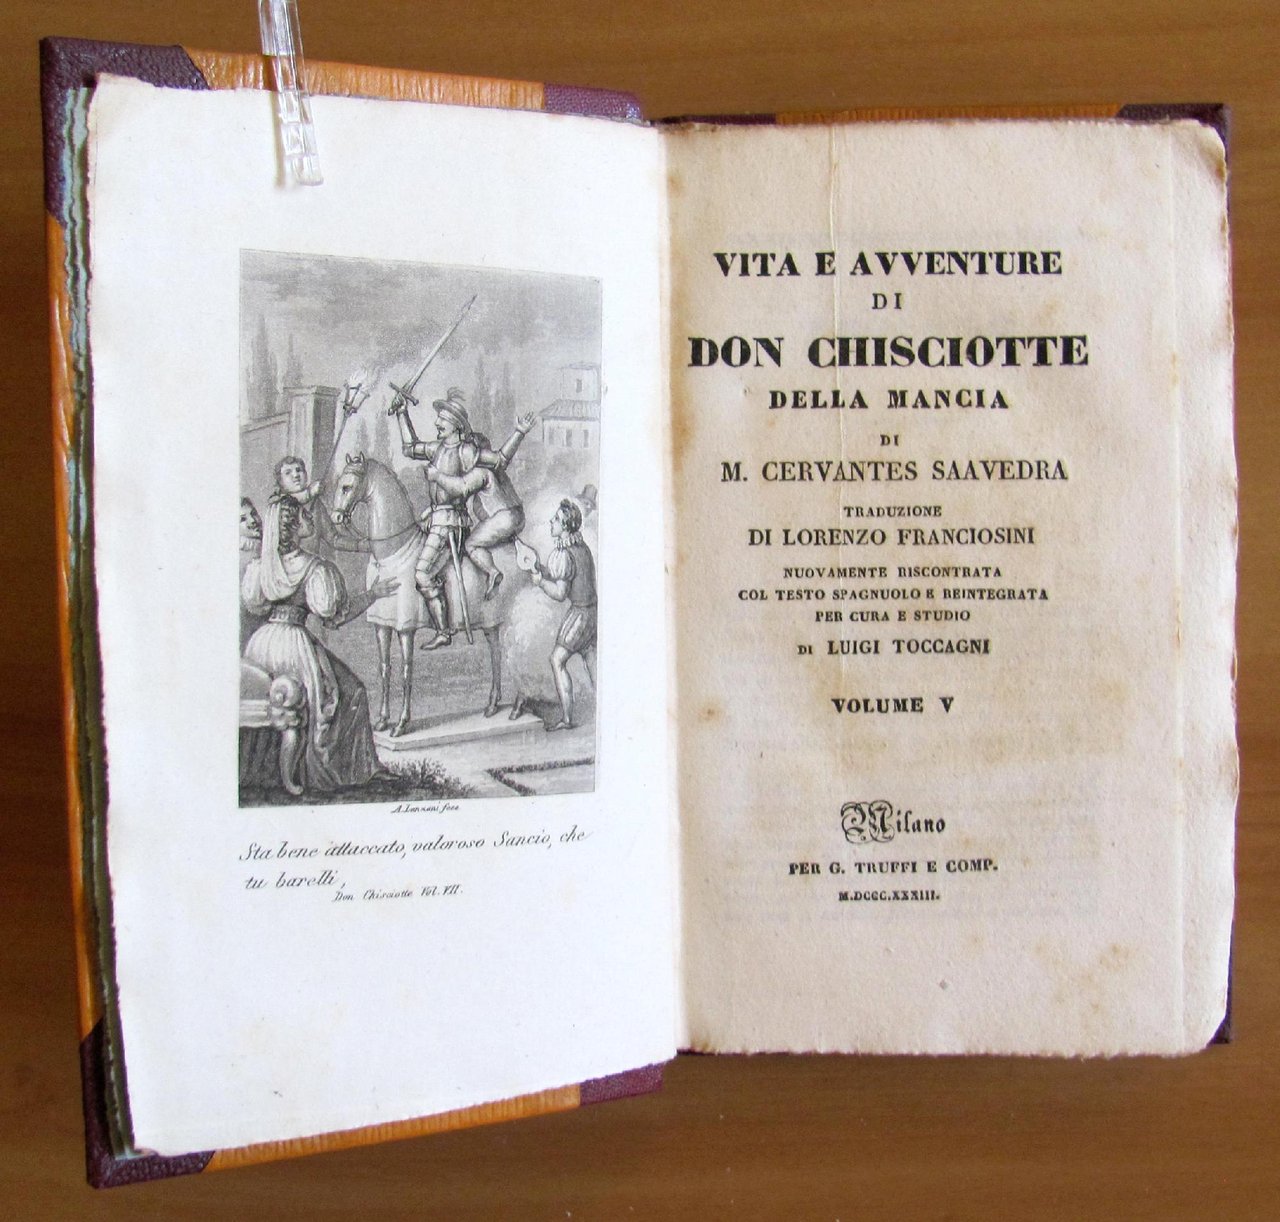 A. Lanzani fece
Sta bene attaccato, valoroso Sancio, che
tu barelli,
Don Chisciotte Vol. VII.
VITA E AVVENTURE
DI
DON CHISCIOTTE
DELLA MANCIA
DI
M. CERVANTES SAAVEDRA
TRADUZIONE
DI LORENZO FRANCIOSINI
NUOVAMENTE RISCONTRATA
COL TESTO SPAGNUOLO E REINTEGRATA
PER CURA E STUDIO
DI LUIGI TOCCAGNI
VOLUME V
Milano
PER G. TRUFFI E COMP.
M.DCCC.XXXIII.